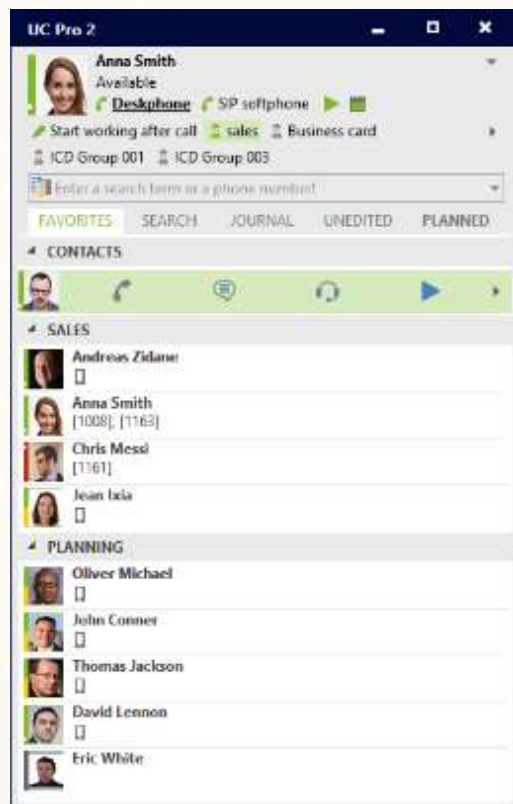 UC Pro 2
Anna Smith
Available
Deskphone SIP softphone
Start working after call sales Business card
ICD Group 001 ICD Group 003
Enter a search term or a phone number!
FAVORITES SEARCH JOURNAL UNEDITED PLANNED
CONTACTS
SALES
Andreas Zidane
[]
Anna Smith
[1008]; [1163]
Chris Messi
[1161]
Jean Ixia
[]
PLANNING
Oliver Michael
[]
John Conner
[]
Thomas Jackson
[]
David Lennon
[]
Eric White